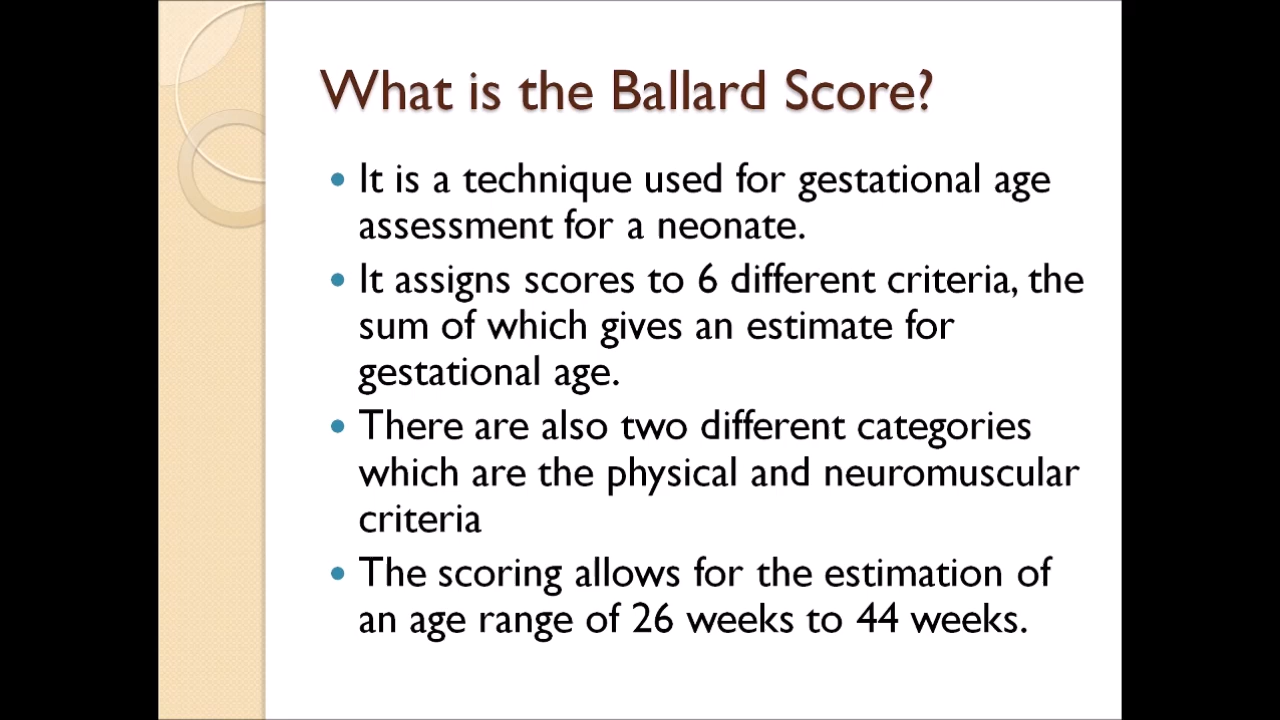 What is the Ballard Score?
• It is a technique used for gestational age
assessment for a neonate.
• It assigns scores to 6 different criteria, the
sum of which gives an estimate for
gestational age.
• There are also two different categories
which are the physical and neuromuscular
criteria
• The scoring allows for the estimation of
an age range of 26 weeks to 44 weeks.